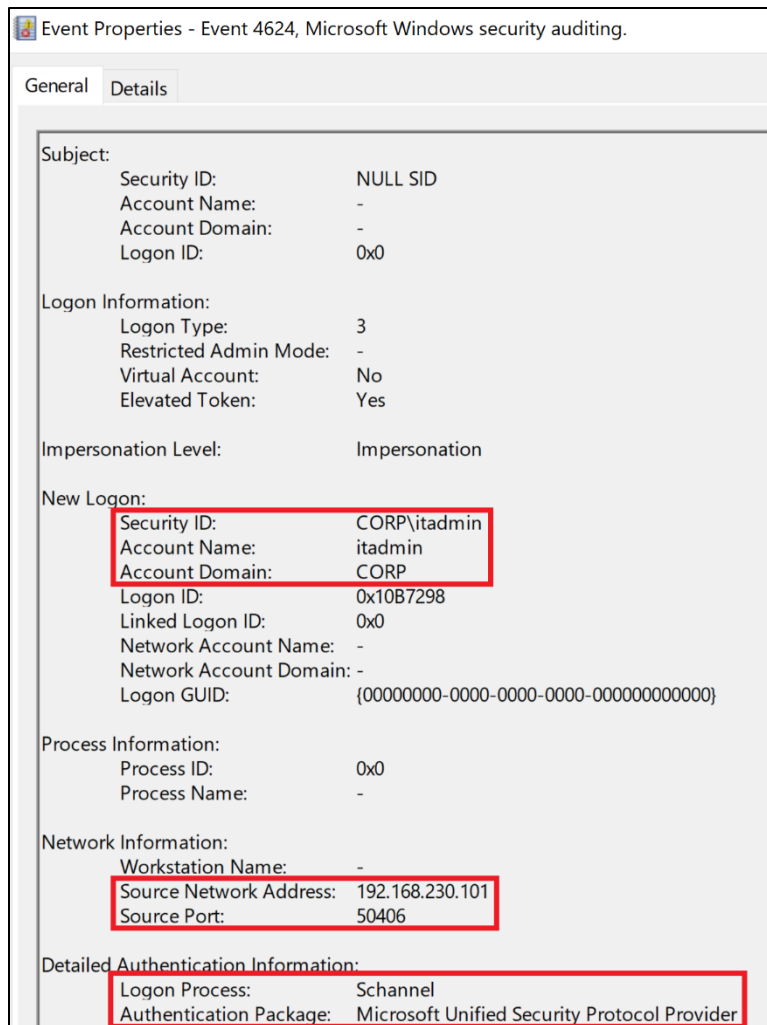 Event Properties - Event 4624, Microsoft Windows security auditing.
General Details
Subject:
Security ID: NULL SID
Account Name: -
Account Domain: -
Logon ID: 0x0
Logon Information:
Logon Type: 3
Restricted Admin Mode: -
Virtual Account: No
Elevated Token: Yes
Impersonation Level: Impersonation
New Logon:
Security ID: CORP\itadmin
Account Name: itadmin
Account Domain: CORP
Logon ID: 0x10B7298
Linked Logon ID: 0x0
Network Account Name: -
Network Account Domain: -
Logon GUID: {00000000-0000-0000-0000-000000000000}
Process Information:
Process ID: 0x0
Process Name: -
Network Information:
Workstation Name: -
Source Network Address: 192.168.230.101
Source Port: 50406
Detailed Authentication Information:
Logon Process: Schannel
Authentication Package: Microsoft Unified Security Protocol Provider